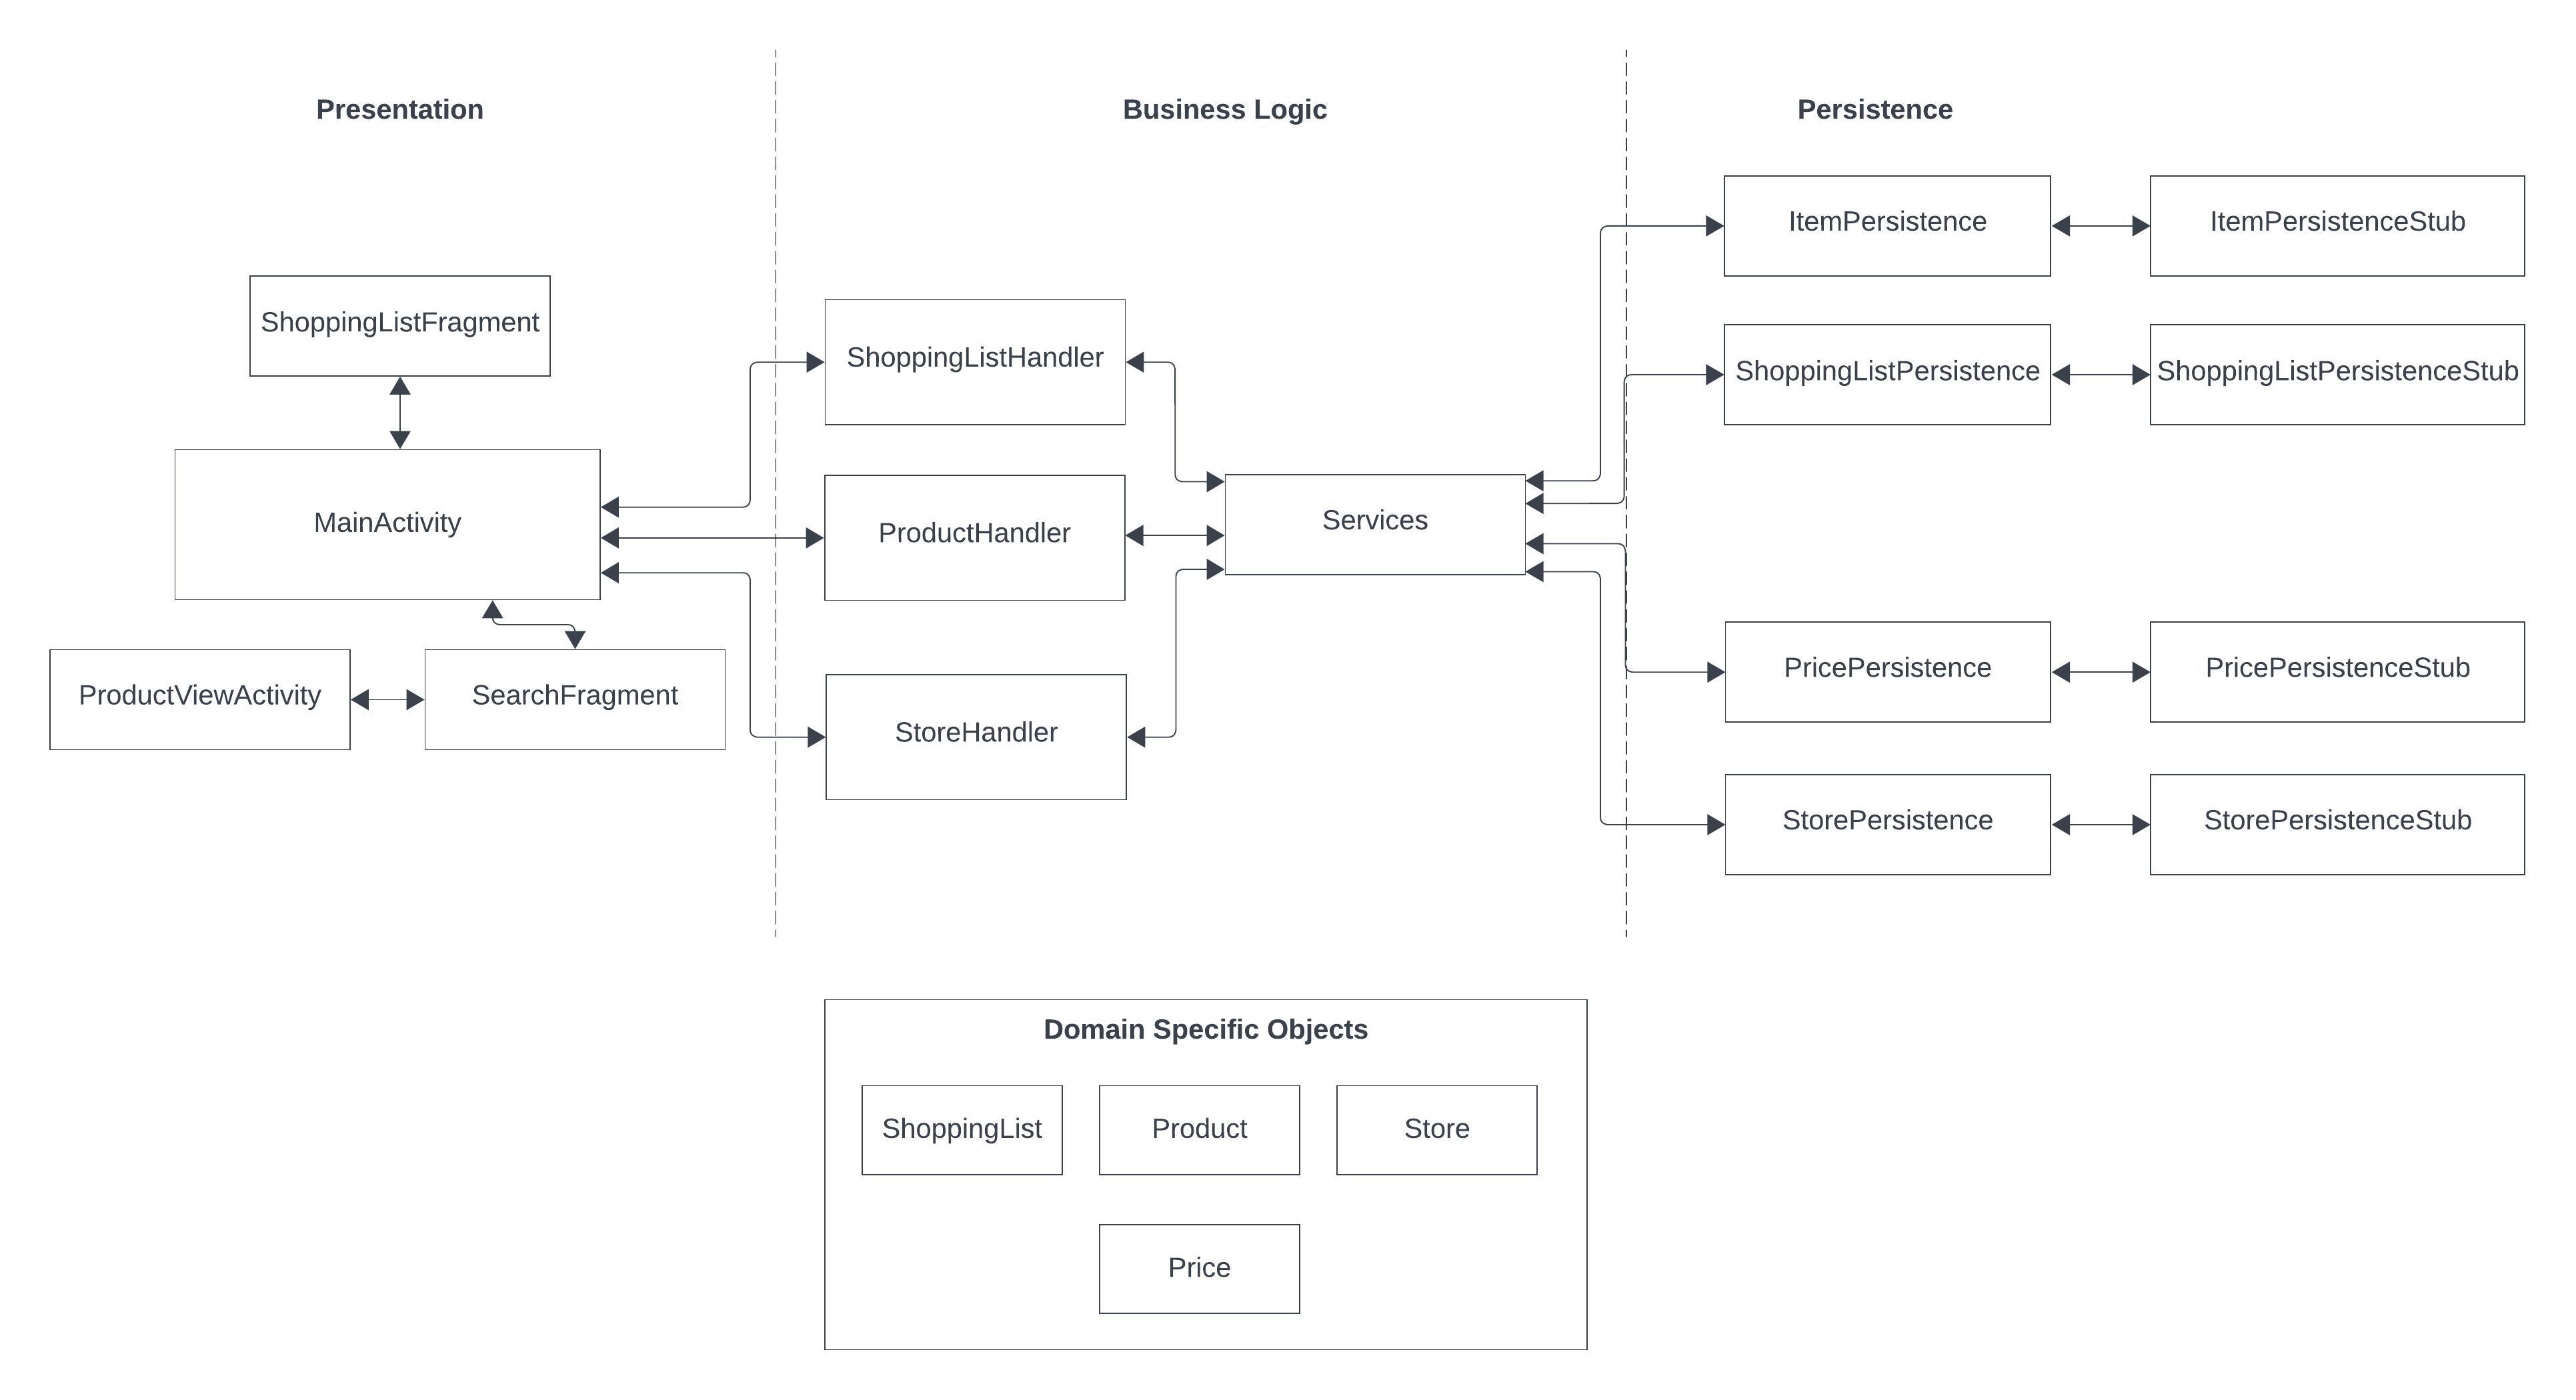 Presentation
Business Logic
Persistence
ShoppingListFragment
MainActivity
ProductViewActivity
SearchFragment
ShoppingListHandler
ProductHandler
StoreHandler
Services
ItemPersistence
ItemPersistenceStub
ShoppingListPersistence
ShoppingListPersistenceStub
PricePersistence
PricePersistenceStub
StorePersistence
StorePersistenceStub
Domain Specific Objects
ShoppingList
Product
Store
Price